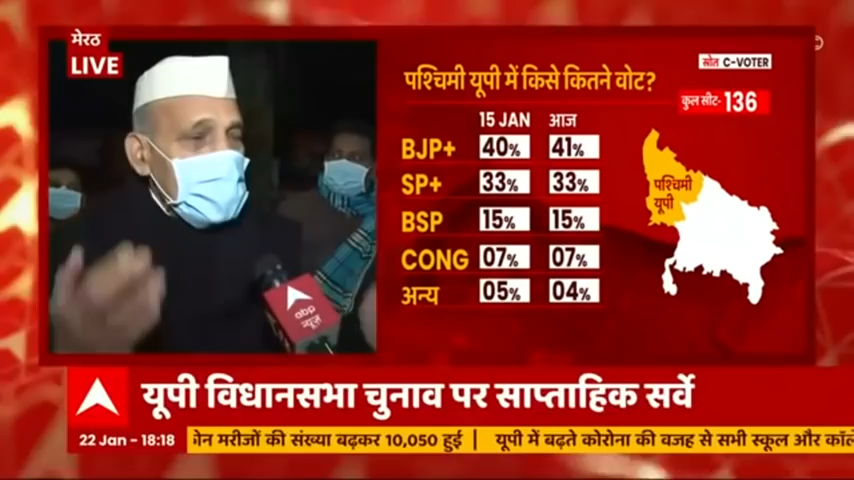 मेरठ
LIVE
स्रोत C-VOTER
पश्चिमी यूपी में किसे कितने वोट?
कुल सीट- 136
15 JAN आज
BJP+ 40% 41%
SP+ 33% 33%
BSP 15% 15%
CONG 07% 07%
अन्य 05% 04%
पश्चिमी
यूपी
abp
न्यूज़
यूपी विधानसभा चुनाव पर साप्ताहिक सर्वे
22 Jan - 18:18
मरीजों की संख्या बढ़कर 10,050 हुई | यूपी में बढ़ते कोरोना की वजह से सभी स्कूल और